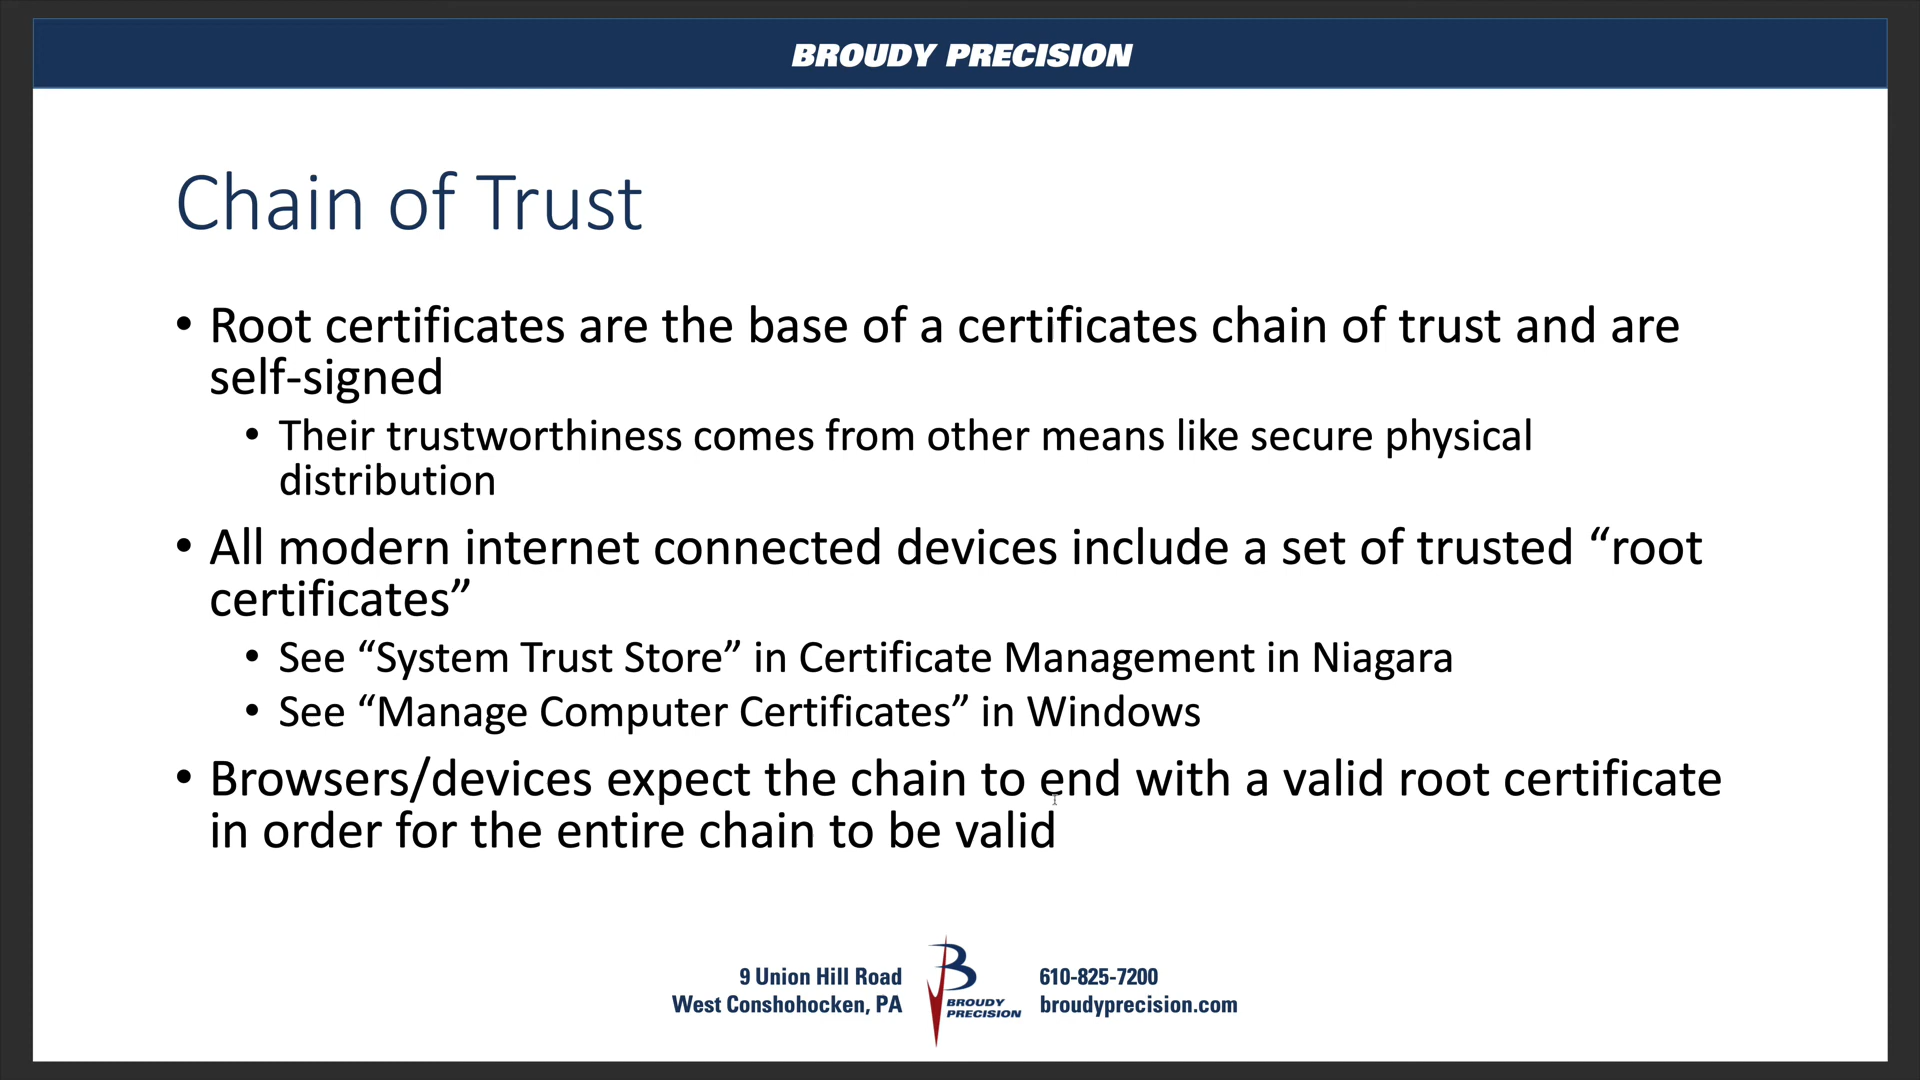 BROUDY PRECISION
Chain of Trust
• Root certificates are the base of a certificates chain of trust and are
self-signed
• Their trustworthiness comes from other means like secure physical
distribution
• All modern internet connected devices include a set of trusted “root
certificates”
• See “System Trust Store” in Certificate Management in Niagara
• See “Manage Computer Certificates” in Windows
• Browsers/devices expect the chain to end with a valid root certificate
in order for the entire chain to be valid
9 Union Hill Road
West Conshohocken, PA
B
BROUDY
PRECISION
610-825-7200
broudyprecision.com